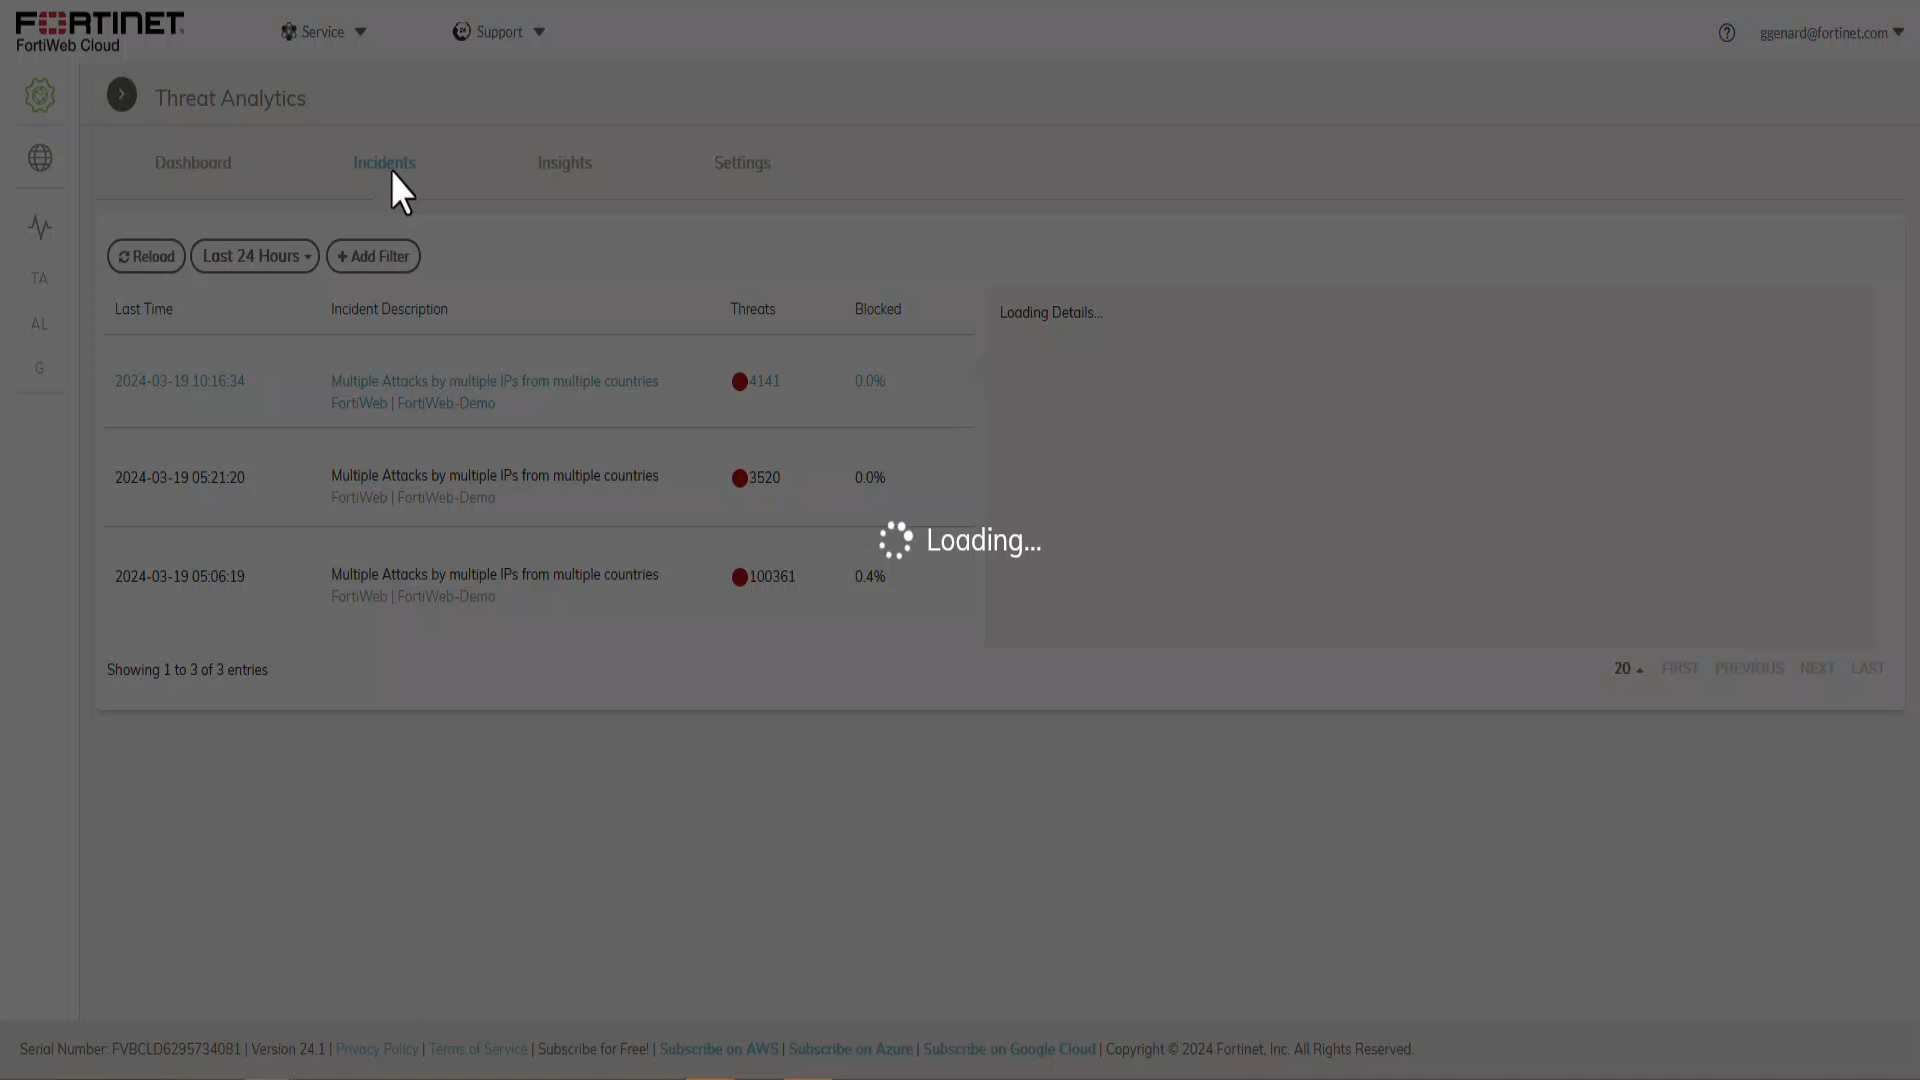 FORTINET
FortiWeb Cloud
Service
Support
ggenard@fortinet.com
Threat Analytics
Dashboard
Incidents
Insights
Settings
TA
AL
G
Reload
Last 24 Hours
+ Add Filter
Last Time
Incident Description
Threats
Blocked
2024-03-19 10:16:34
Multiple Attacks by multiple IPs from multiple countries
FortiWeb | FortiWeb-Demo
4141
0.0%
2024-03-19 05:21:20
Multiple Attacks by multiple IPs from multiple countries
FortiWeb | FortiWeb-Demo
3520
0.0%
2024-03-19 05:06:19
Multiple Attacks by multiple IPs from multiple countries
FortiWeb | FortiWeb-Demo
100361
0.4%
Loading Details...
Loading...
Showing 1 to 3 of 3 entries
20
FIRST
PREVIOUS
NEXT
LAST
Serial Number: FVBCLD6295734081 | Version 24.1 | Privacy Policy | Terms of Service | Subscribe for Free! | Subscribe on AWS | Subscribe on Azure | Subscribe on Google Cloud | Copyright © 2024 Fortinet, Inc. All Rights Reserved.